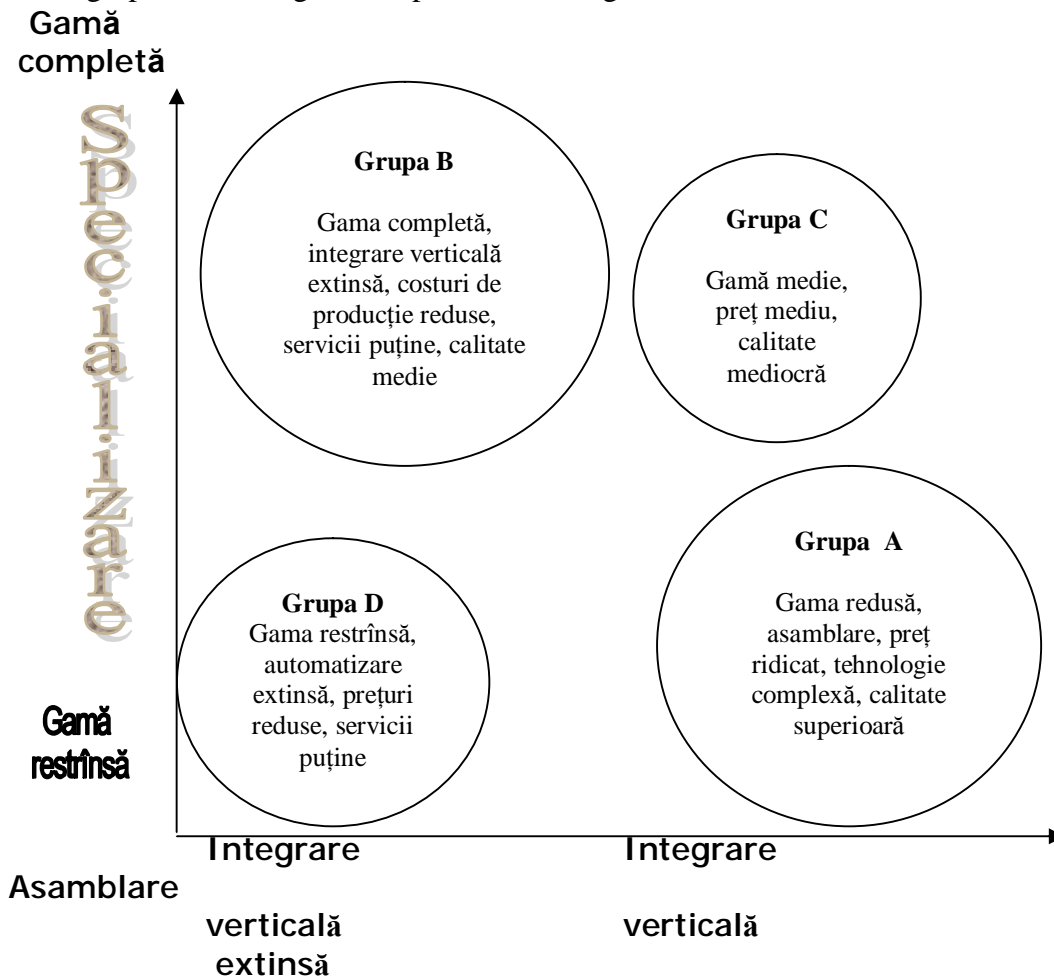 Gamă
completă
Specializare
Grupa B
Gama completă,
integrare verticală
extinsă, costuri de
producție reduse,
servicii puține, calitate
medie
Grupa C
Gamă medie,
preț mediu,
calitate
mediocră
Grupa D
Gama restrînsă,
automatizare
extinsă, prețuri
reduse, servicii
puține
Grupa A
Gama redusă,
asamblare, preț
ridicat, tehnologie
complexă, calitate
superioară
Gamă
restrînsă
Integrare Integrare
Asamblare
verticală verticală
extinsă